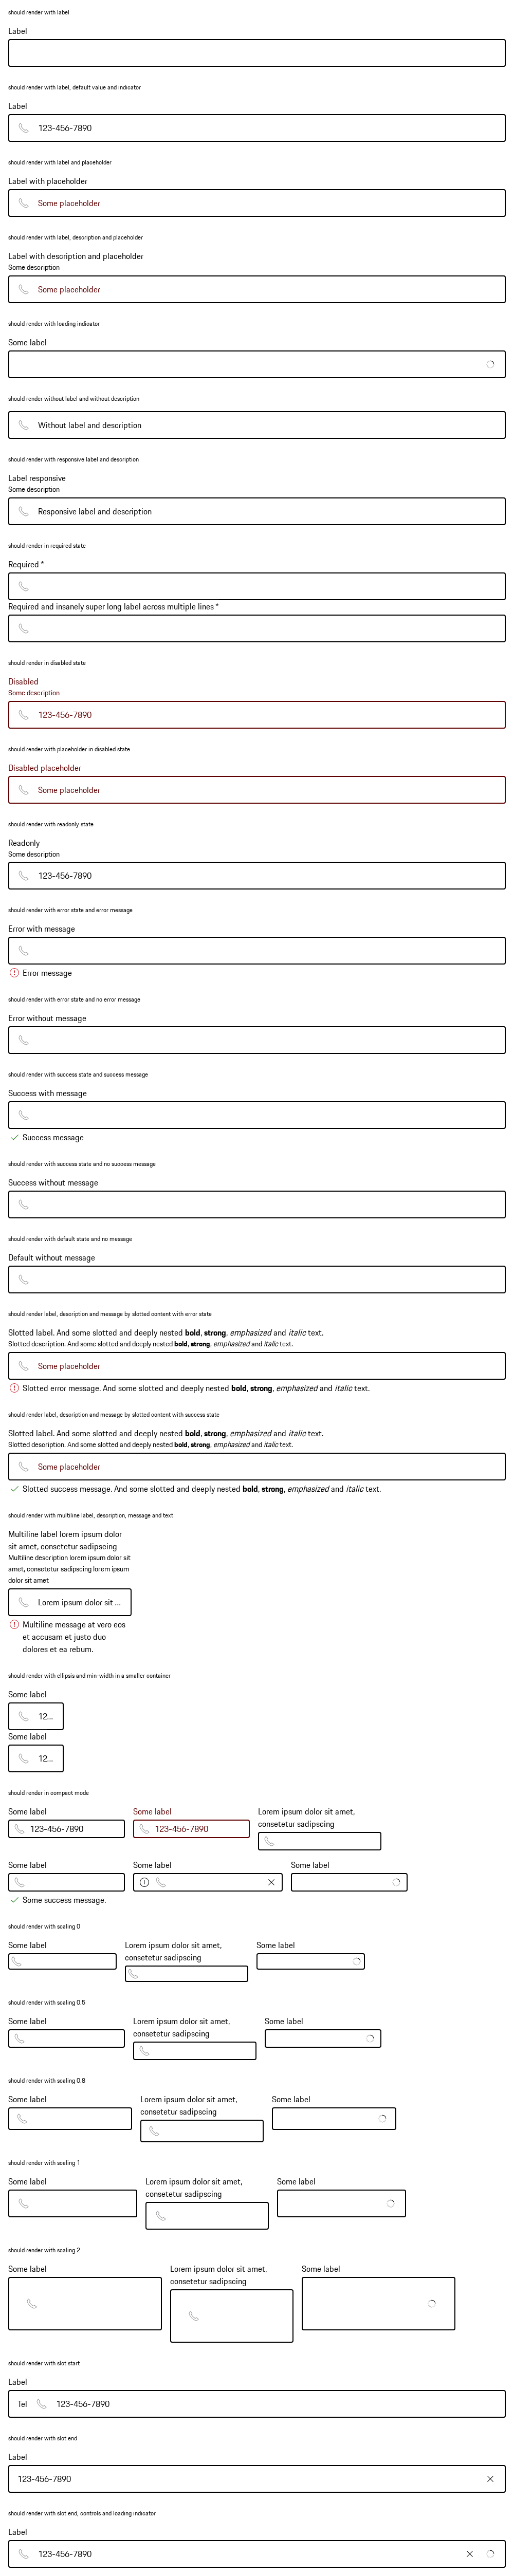 should render with label
Label
should render with label, default value and indicator
Label
123-456-7890
should render with label and placeholder
Label with placeholder
Some placeholder
should render with label, description and placeholder
Label with description and placeholder
Some description
Some placeholder
should render with loading indicator
Some label
should render without label and without description
Without label and description
should render with responsive label and description
Label responsive
Some description
Responsive label and description
should render in required state
Required *
Required and insanely super long label across multiple lines *
should render in disabled state
Disabled
Some description
123-456-7890
should render with placeholder in disabled state
Disabled placeholder
Some placeholder
should render with readonly state
Readonly
Some description
123-456-7890
should render with error state and error message
Error with message
Error message
should render with error state and no error message
Error without message
should render with success state and success message
Success with message
Success message
should render with success state and no success message
Success without message
should render with default state and no message
Default without message
should render label, description and message by slotted content with error state
Slotted label. And some slotted and deeply nested bold, strong, emphasized and italic text.
Slotted description. And some slotted and deeply nested bold, strong, emphasized and italic text.
Some placeholder
Slotted error message. And some slotted and deeply nested bold, strong, emphasized and italic text.
should render label, description and message by slotted content with success state
Slotted label. And some slotted and deeply nested bold, strong, emphasized and italic text.
Slotted description. And some slotted and deeply nested bold, strong, emphasized and italic text.
Some placeholder
Slotted success message. And some slotted and deeply nested bold, strong, emphasized and italic text.
should render with multiline label, description, message and text
Multiline label lorem ipsum dolor
sit amet, consetetur sadipscing
Multiline description lorem ipsum dolor sit
amet, consetetur sadipscing lorem ipsum
dolor sit amet
Lorem ipsum dolor sit ...
Multiline message at vero eos
et accusam et justo duo
dolores et ea rebum.
should render with ellipsis and min-width in a smaller container
Some label
12...
Some label
12...
should render in compact mode
Some label
123-456-7890
Some label
123-456-7890
Lorem ipsum dolor sit amet,
consetetur sadipscing
Some label
Some success message.
Some label
Some label
should render with scaling 0
Some label
Lorem ipsum dolor sit amet,
consetetur sadipscing
Some label
should render with scaling 0.5
Some label
Lorem ipsum dolor sit amet,
consetetur sadipscing
Some label
should render with scaling 0.8
Some label
Lorem ipsum dolor sit amet,
consetetur sadipscing
Some label
should render with scaling 1
Some label
Lorem ipsum dolor sit amet,
consetetur sadipscing
Some label
should render with scaling 2
Some label
Lorem ipsum dolor sit amet,
consetetur sadipscing
Some label
should render with slot start
Label
Tel 123-456-7890
should render with slot end
Label
123-456-7890
should render with slot end, controls and loading indicator
Label
123-456-7890